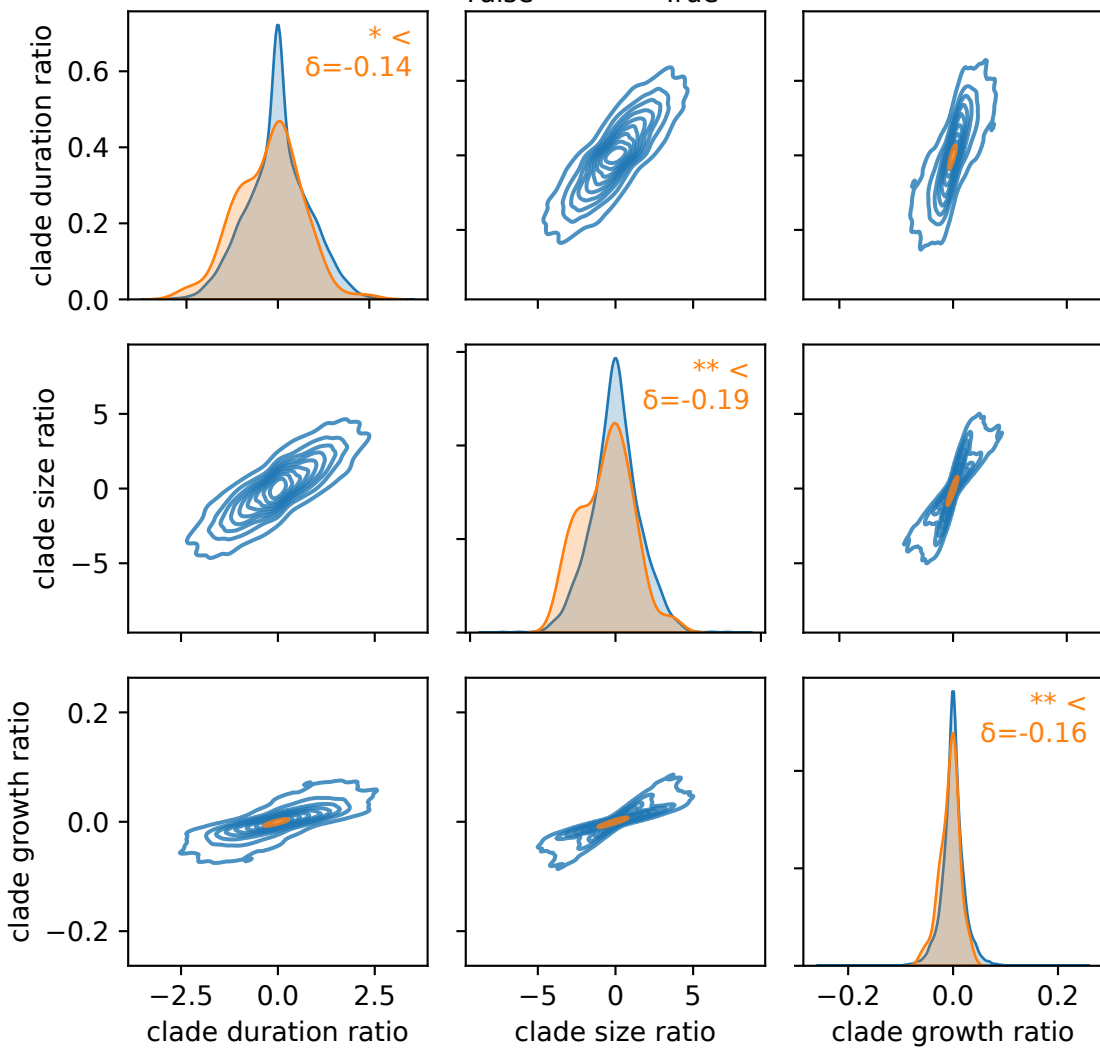 clade duration ratio
0.6
0.4
0.2
0.0
* <
δ=-0.14
clade size ratio
5
0
−5
** <
δ=-0.19
clade growth ratio
0.2
0.0
−0.2
** <
δ=-0.16
−2.5 0.0 2.5
clade duration ratio
−5 0 5
clade size ratio
−0.2 0.0 0.2
clade growth ratio